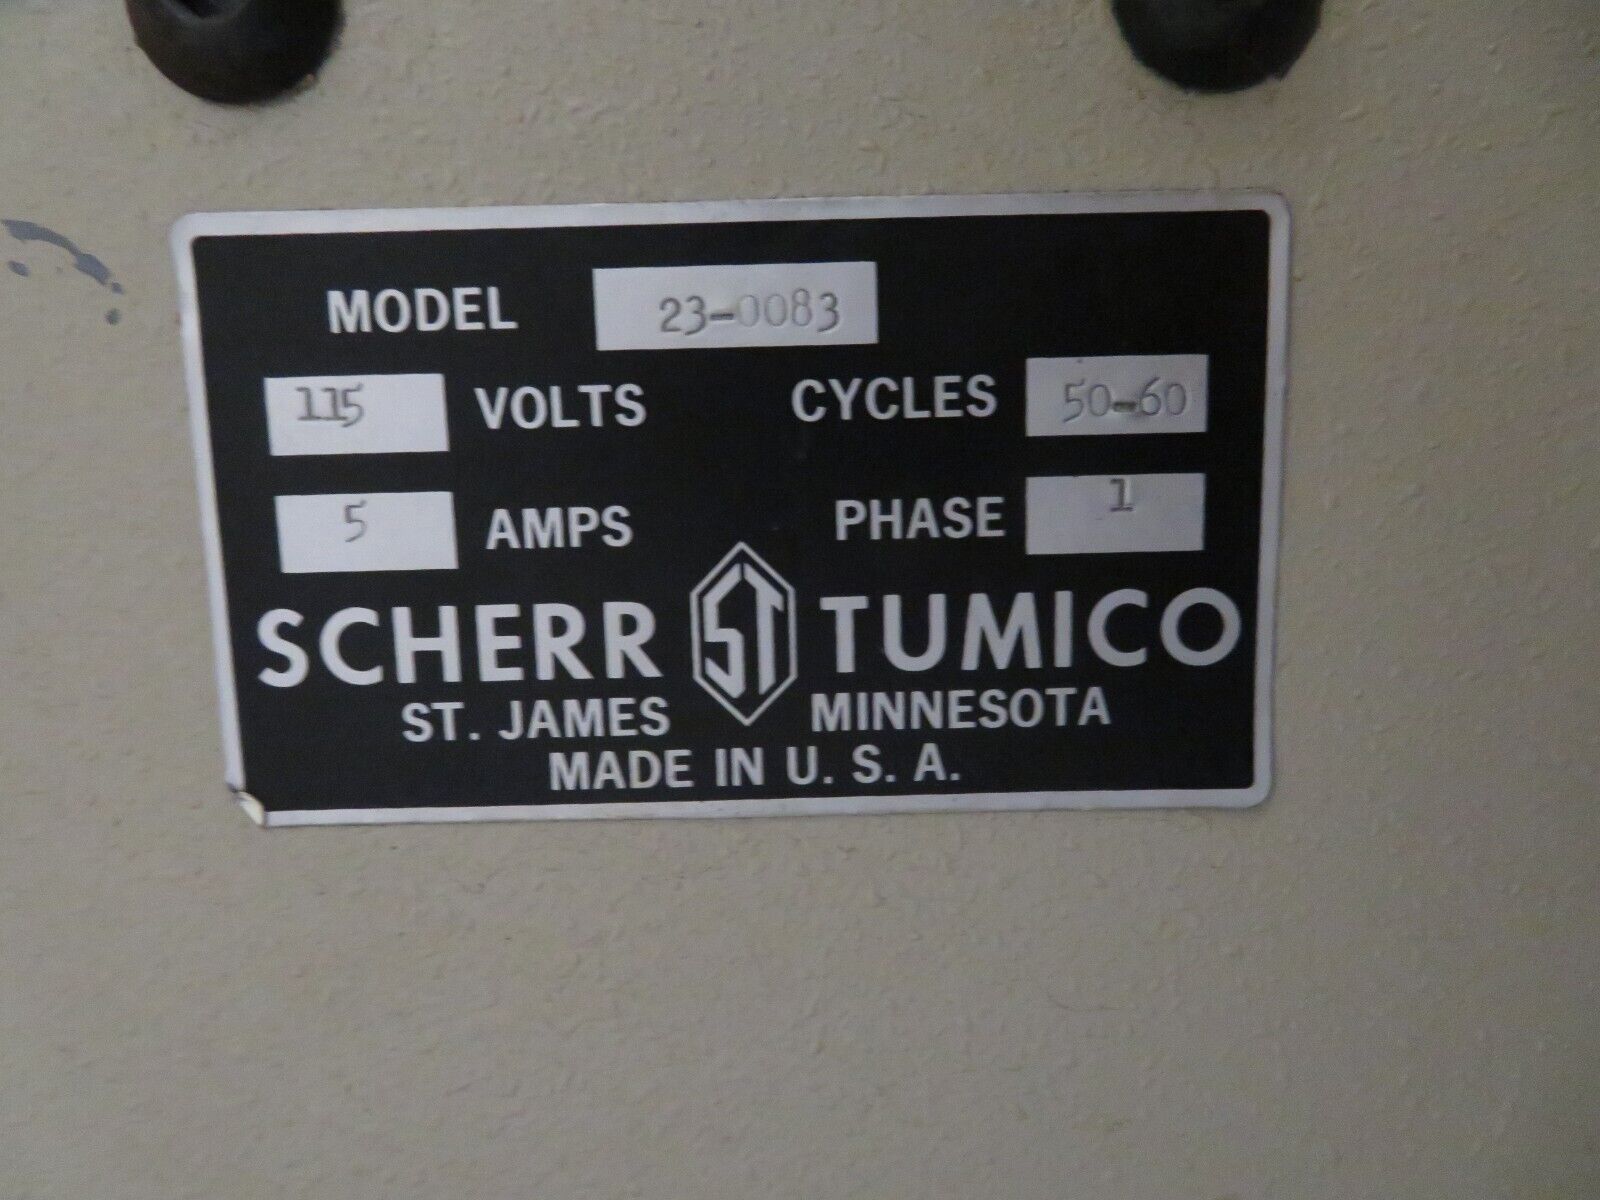 MODEL 23-0083
115 VOLTS CYCLES 50-60
5 AMPS PHASE 1
SCHERR ST TUMICO
ST. JAMES MINNESOTA
MADE IN U. S. A.